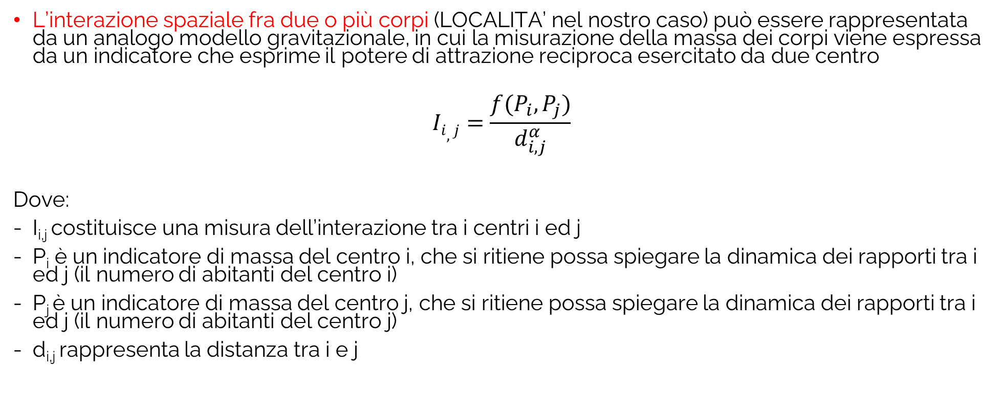 • L’interazione spaziale fra due o più corpi (LOCALITA’ nel nostro caso) può essere rappresentata
da un analogo modello gravitazionale, in cui la misurazione della massa dei corpi viene espressa
da un indicatore che esprime il potere di attrazione reciproca esercitato da due centro
I_{i,j} = \frac{f(P_i, P_j)}{d_{i,j}^{α}}
Dove:
- I_{i,j} costituisce una misura dell’interazione tra i centri i ed j
- P_i è un indicatore di massa del centro i, che si ritiene possa spiegare la dinamica dei rapporti tra i
ed j (il numero di abitanti del centro i)
- P_j è un indicatore di massa del centro j, che si ritiene possa spiegare la dinamica dei rapporti tra i
ed j (il numero di abitanti del centro j)
- d_{i,j} rappresenta la distanza tra i e j